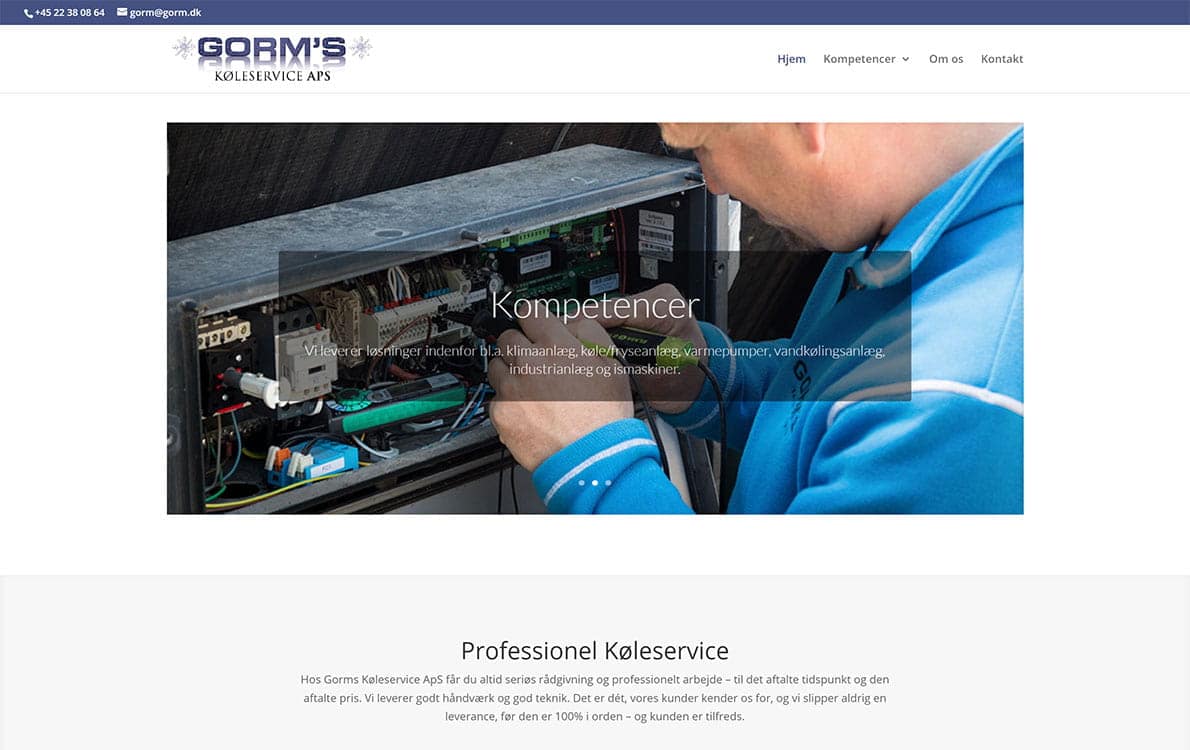 +45 22 38 08 64 gorm@gorm.dk
GORM'S
KØLESERVICE APS
Hjem Kompetencer Om os Kontakt
Kompetencer
Vi leverer løsninger indenfor bl.a. klimaanlæg, køle/fryseanlæg, varmepumper, vandkølingsanlæg,
industrianlæg og ismaskiner.
Professionel Køleservice
Hos Gorms Køleservice ApS får du altid seriøs rådgivning og professionelt arbejde – til det aftalte tidspunkt og den
aftalte pris. Vi leverer godt håndværk og god teknik. Det er dét, vores kunder kender os for, og vi slipper aldrig en
leverance, før den er 100% i orden – og kunden er tilfreds.